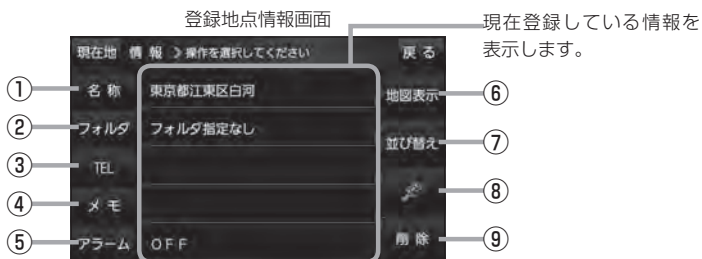 登録地点情報画面
現在登録している情報を
表示します。
現在地 情 報 >操作を選択してください 戻 る
① 名 称 東京都江東区白河 地図表示 ⑥
② フォルダ フォルダ指定なし 並び替え ⑦
③ TEL ⑧
④ メ モ
⑤ アラーム OFF 削 除 ⑨